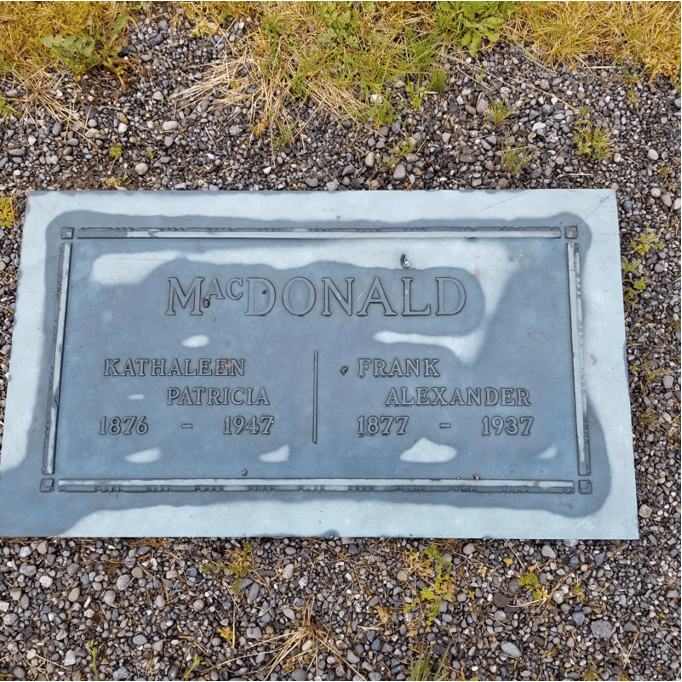 MacDONALD
KATHALEEN
PATRICIA
1876 - 1947
FRANK
ALEXANDER
1877 - 1937